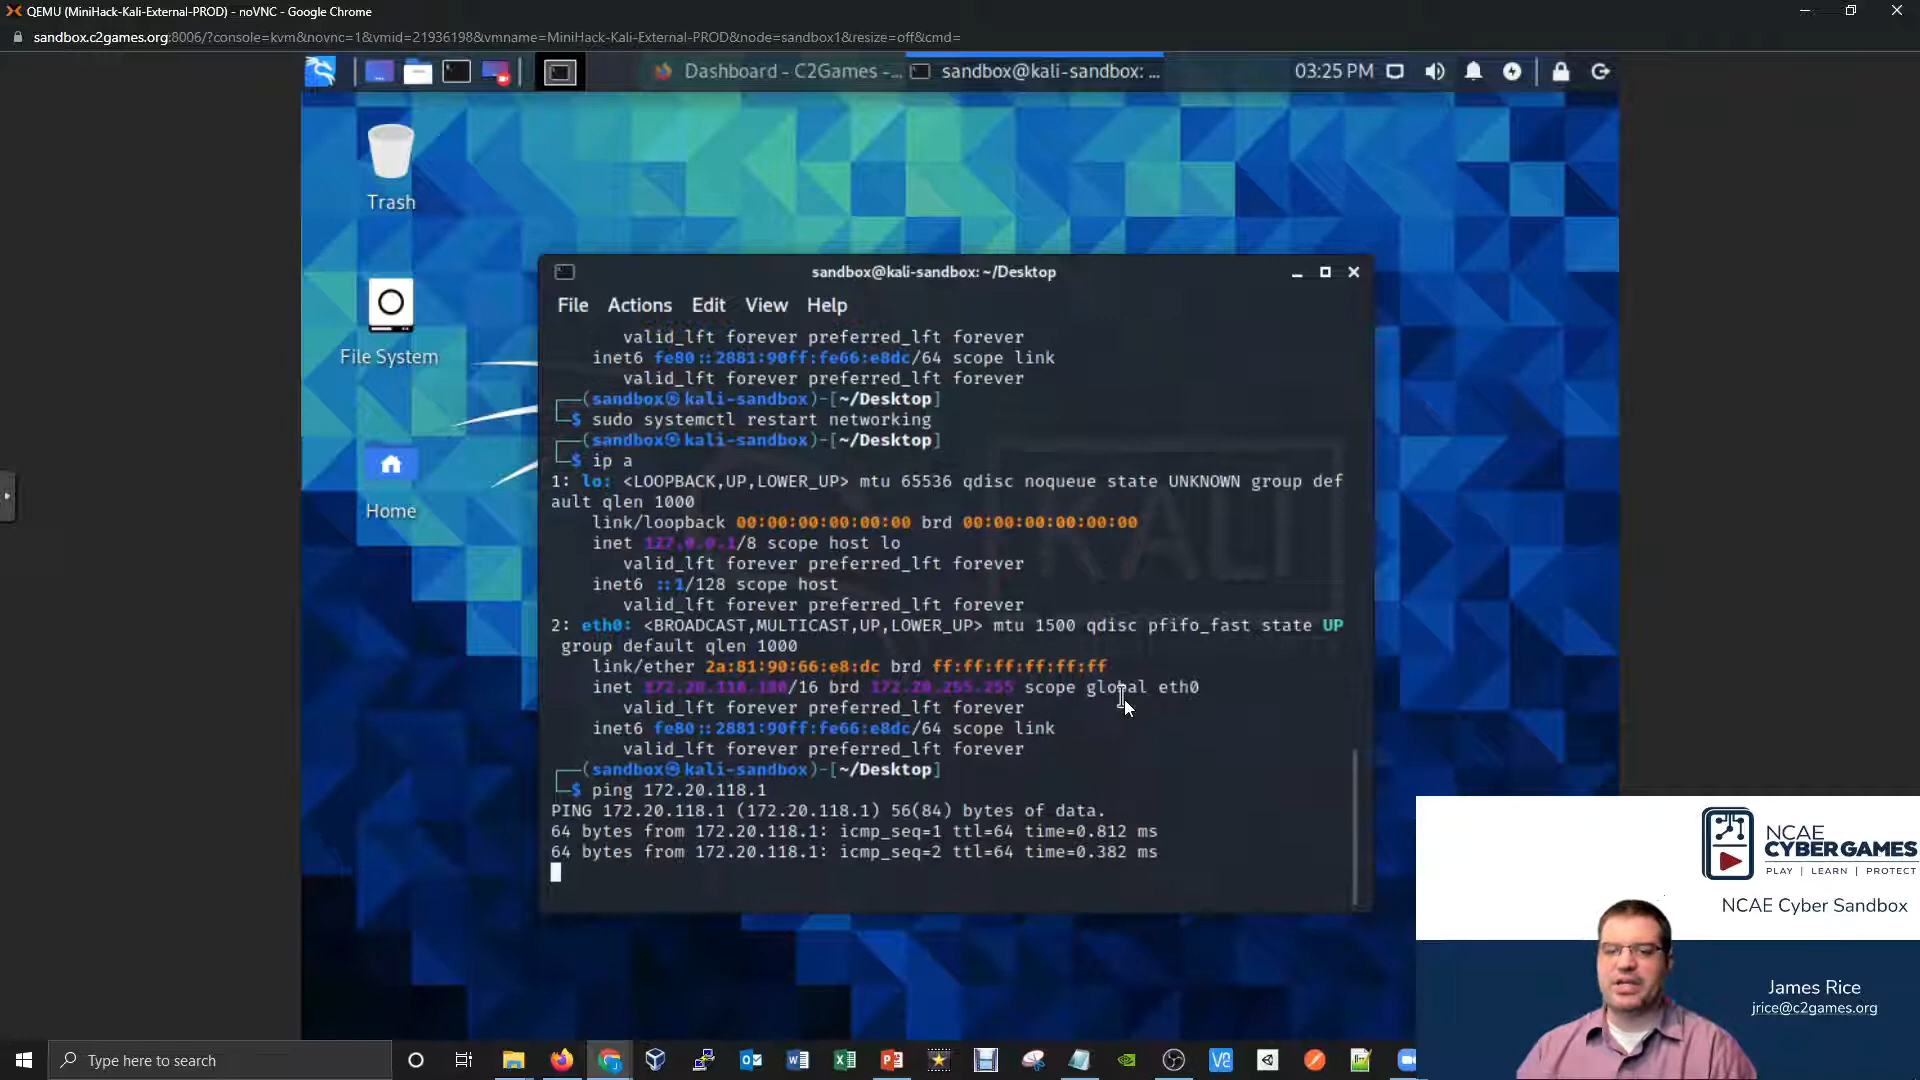 QEMU (MiniHack-Kali-External-PROD) - noVNC - Google Chrome
sandbox.c2games.org:8006/?console=kvm&novnc=1&vmid=21936198&vmname=MiniHack-Kali-External-PROD&node=sandbox1&resize=off&cmd=
Dashboard - C2Games -...
sandbox@kali-sandbox: ...
03:25 PM
Trash
File System
Home
sandbox@kali-sandbox: ~/Desktop
File Actions Edit View Help
valid_lft forever preferred_lft forever
inet6 fe80::2881:90ff:fe66:e8dc/64 scope link
valid_lft forever preferred_lft forever
┌──(sandbox㉿kali-sandbox)-[~/Desktop]
└─$ sudo systemctl restart networking
┌──(sandbox㉿kali-sandbox)-[~/Desktop]
└─$ ip a
1: lo: <LOOPBACK,UP,LOWER_UP> mtu 65536 qdisc noqueue state UNKNOWN group def
ault qlen 1000
link/loopback 00:00:00:00:00:00 brd 00:00:00:00:00:00
inet 127.0.0.1/8 scope host lo
valid_lft forever preferred_lft forever
inet6 ::1/128 scope host
valid_lft forever preferred_lft forever
2: eth0: <BROADCAST,MULTICAST,UP,LOWER_UP> mtu 1500 qdisc pfifo_fast state UP
group default qlen 1000
link/ether 2a:81:90:66:e8:dc brd ff:ff:ff:ff:ff:ff
inet /16 brd 172.20.255.255 scope global eth0
valid_lft forever preferred_lft forever
inet6 fe80::2881:90ff:fe66:e8dc/64 scope link
valid_lft forever preferred_lft forever
┌──(sandbox㉿kali-sandbox)-[~/Desktop]
└─$ ping 172.20.118.1
PING 172.20.118.1 (172.20.118.1) 56(84) bytes of data.
64 bytes from 172.20.118.1: icmp_seq=1 ttl=64 time=0.812 ms
64 bytes from 172.20.118.1: icmp_seq=2 ttl=64 time=0.382 ms
KALI
NCAE
CYBERGAMES
PLAY | LEARN | PROTECT
NCAE Cyber Sandbox
James Rice
jrice@c2games.org
Type here to search